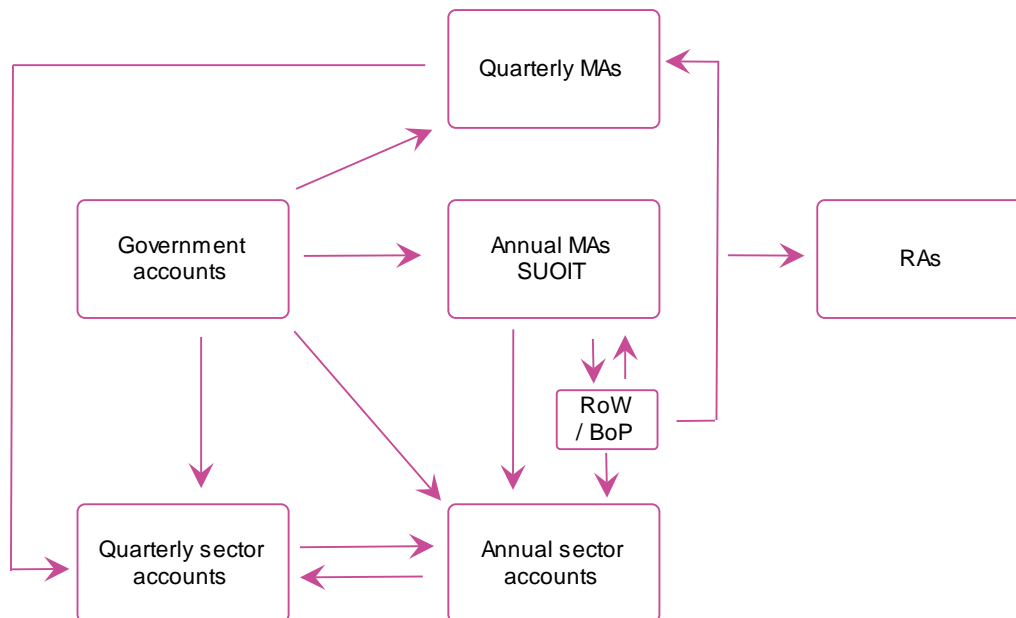 Quarterly MAs
Government
accounts
Annual MAs
SUOIT
RAs
RoW
/ BoP
Quarterly sector
accounts
Annual sector
accounts